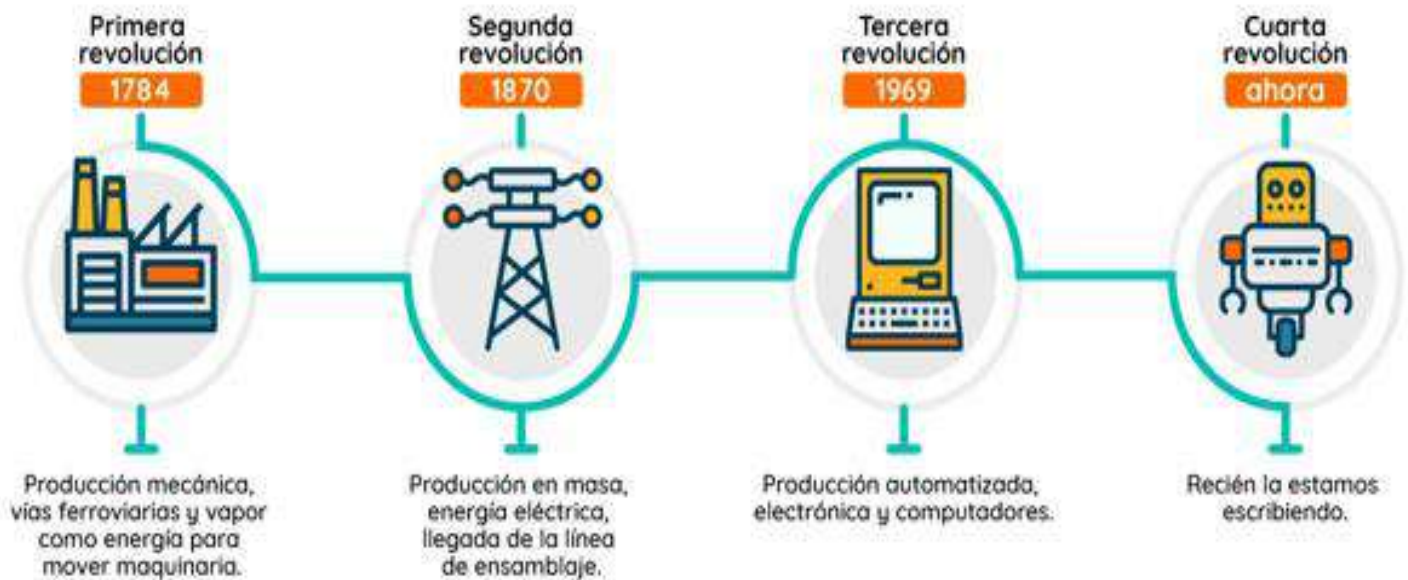 Primera
revolución
1784
Producción mecánica,
vías ferroviarias y vapor
como energía para
mover maquinaria.
Segunda
revolución
1870
Producción en masa,
energía eléctrica,
llegada de la línea
de ensamblaje.
Tercera
revolución
1969
Producción automatizada,
electrónica y computadores.
Cuarta
revolución
ahora
Recién la estamos
escribiendo.